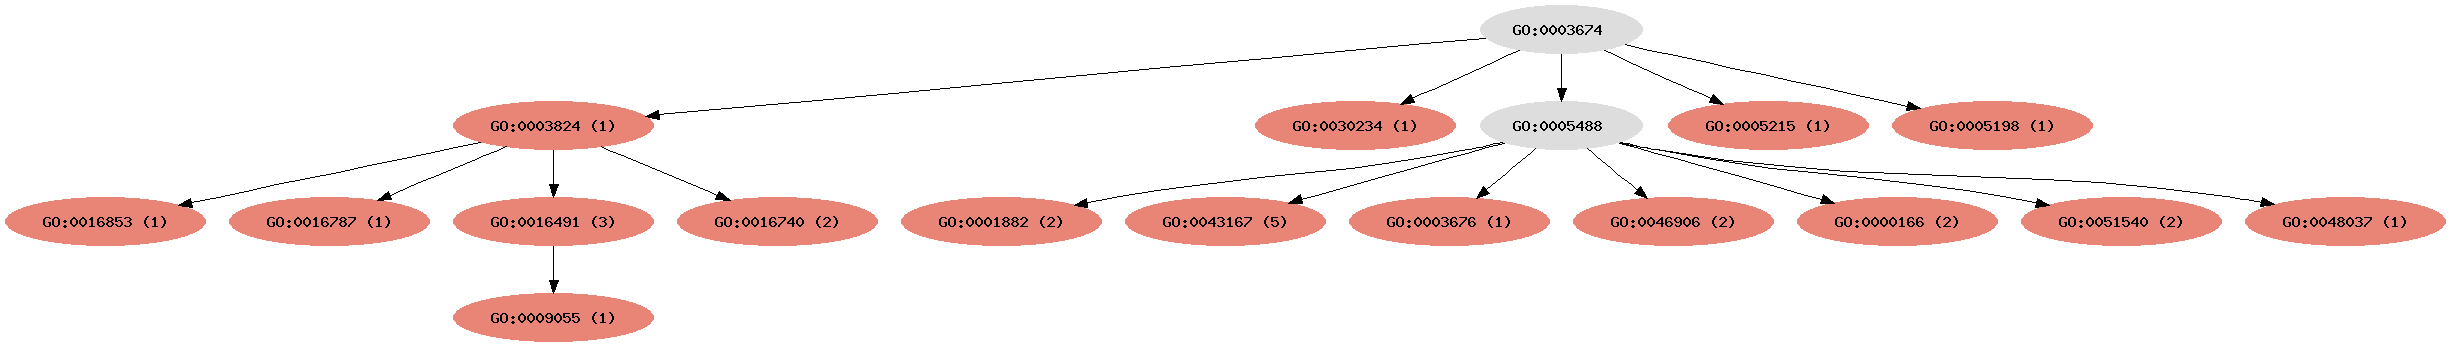 GO:0003674
GO:0003824 (1)
GO:0030234 (1)
GO:0005488
GO:0005215 (1)
GO:0005198 (1)
GO:0016853 (1)
GO:0016787 (1)
GO:0016491 (3)
GO:0016740 (2)
GO:0001882 (2)
GO:0043167 (5)
GO:0003676 (1)
GO:0046906 (2)
GO:0000166 (2)
GO:0051540 (2)
GO:0048037 (1)
GO:0009055 (1)